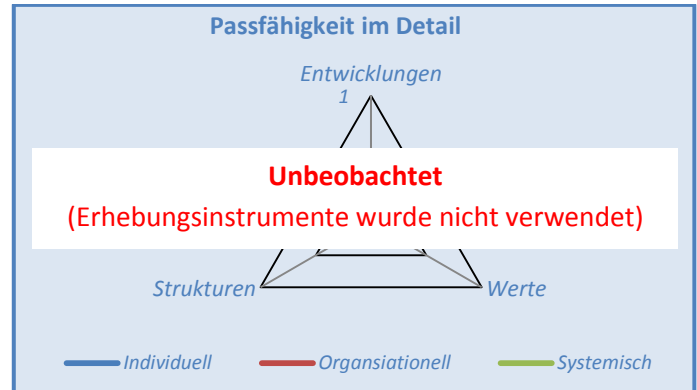 Passfähigkeit im Detail
Entwicklungen
1
Unbeobachtet
(Erhebungsinstrumente wurde nicht verwendet)
Strukturen Werte
Individuell Organsiationell Systemisch